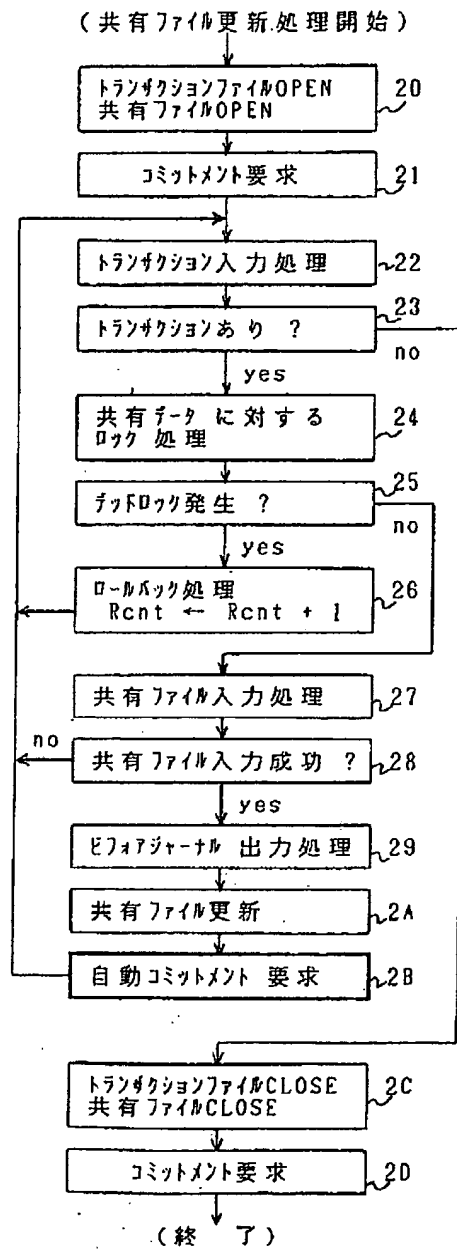 (共有ファイル更新処理開始)
トランザクションファイルOPEN
共有ファイルOPEN
20
コミットメント要求
21
トランザクション入力処理
22
23
トランザクションあり ?
no
yes
共有データ に対する
ロック 処理
24
25
デッドロック発生 ?
no
yes
ロールバック処理
Rcnt ← Rcnt + 1
26
共有ファイル入力処理
27
no
共有ファイル入力成功 ?
28
yes
ビフォアジャーナル 出力処理
29
共有ファイル更新
2A
自動コミットメント 要求
2B
トランザクションファイルCLOSE
共有ファイルCLOSE
2C
コミットメント要求
2D
(終 了)